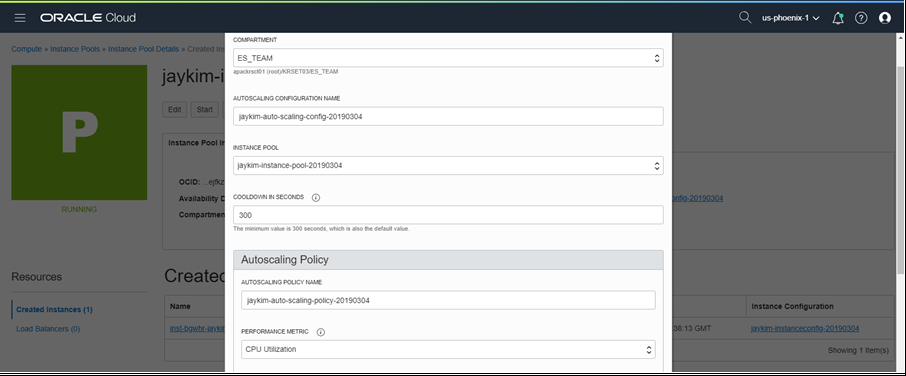 ORACLE Cloud
us-phoenix-1
Compute » Instance Pools » Instance Pool Details » Created Ins
jaykim-i
Edit
Start
P
RUNNING
Instance Pool In
OCID: ...ejfkz
Availability D
Compartment
onfig-20190304
COMPARTMENT
ES_TEAM
apackrsct01 (root)/KRSET03/ES_TEAM
AUTOSCALING CONFIGURATION NAME
jaykim-auto-scaling-config-20190304
INSTANCE POOL
jaykim-instance-pool-20190304
COOLDOWN IN SECONDS
300
The minimum value is 300 seconds, which is also the default value.
Autoscaling Policy
AUTOSCALING POLICY NAME
jaykim-auto-scaling-policy-20190304
PERFORMANCE METRIC
CPU Utilization
Resources
Created Instances (1)
Load Balancers (0)
Created
Name
Instance Configuration
inst-bgwhr-jayki
38:13 GMT
jaykim-instanceconfig-20190304
Showing 1 Item(s)